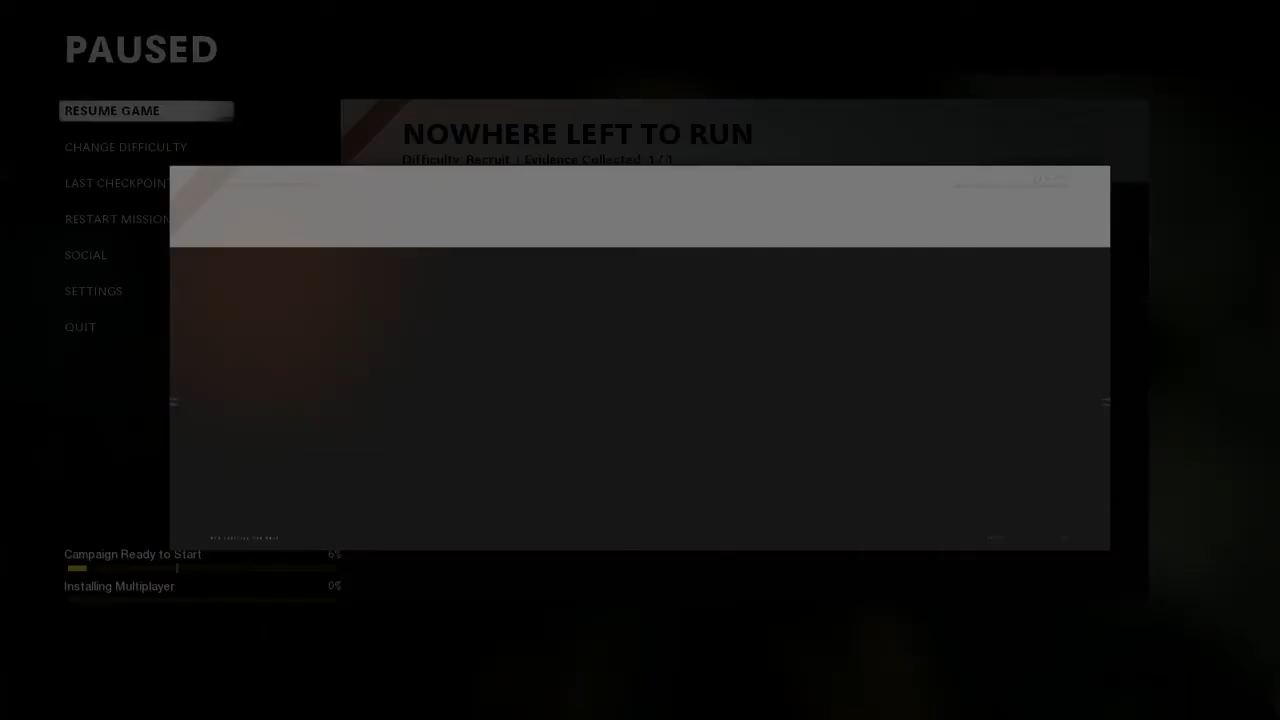 PAUSED
RESUME GAME
CHANGE DIFFICULTY
LAST CHECKPOINT
RESTART MISSION
SOCIAL
SETTINGS
QUIT
NOWHERE LEFT TO RUN
Difficulty: Recruit | Evidence Collected: 1 / 1
Campaign Ready to Start 6%
Installing Multiplayer 0%